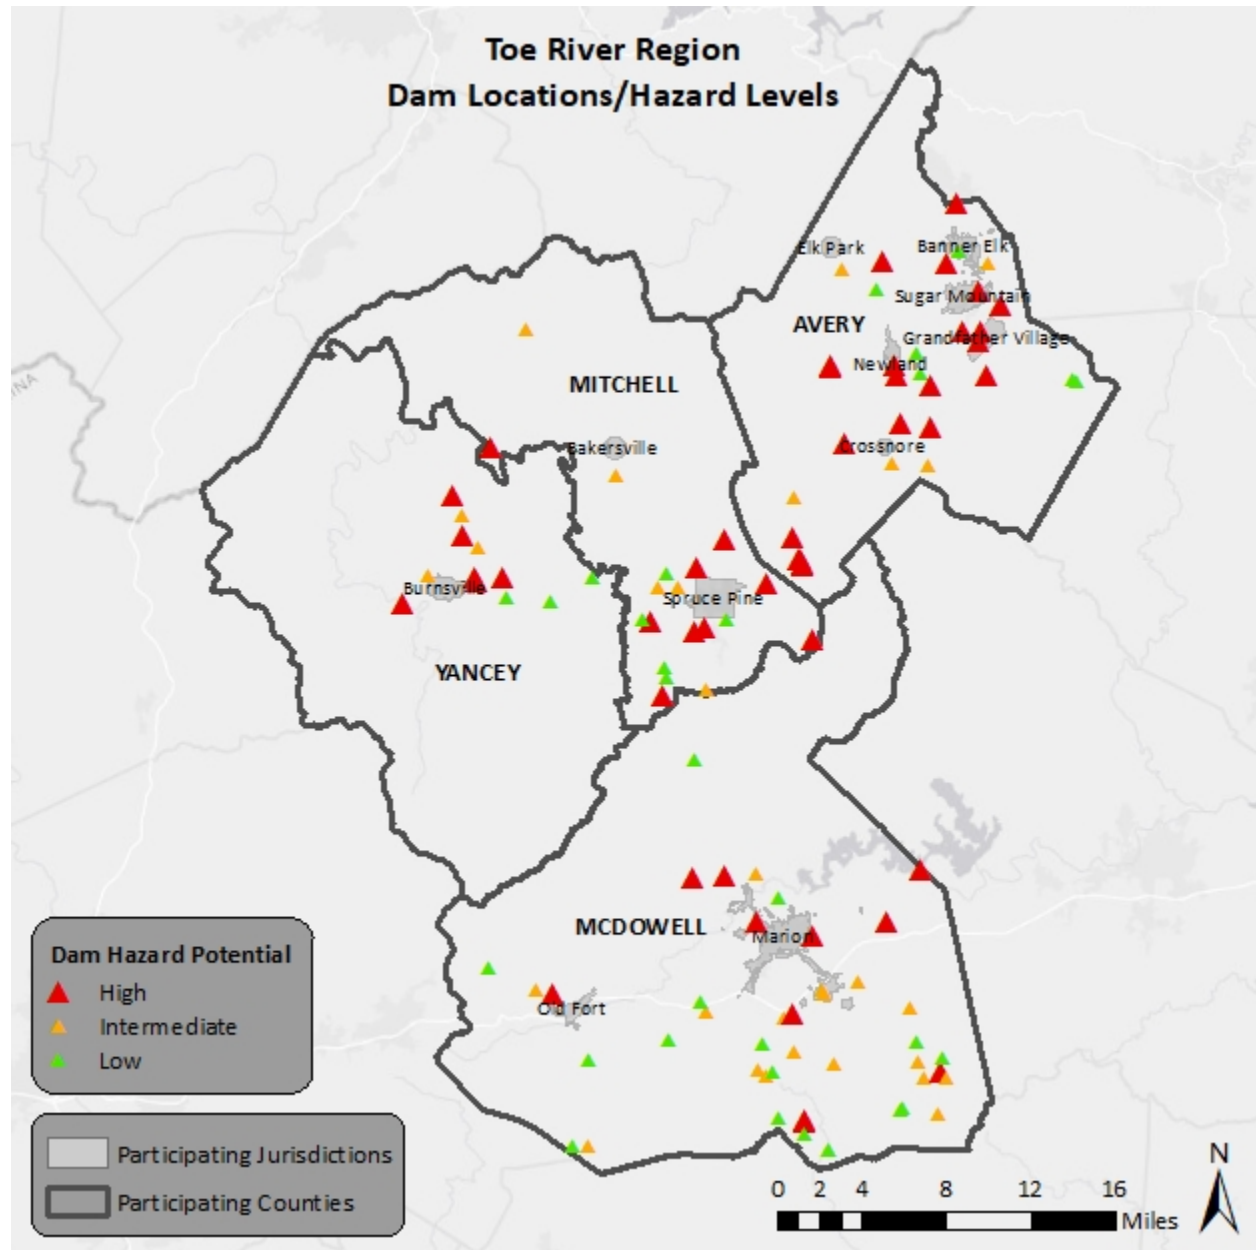 Toe River Region
Dam Locations/Hazard Levels
Elk Park
Banner Elk
Sugar Mountain
AVERY
Grandfather Village
Newland
MITCHELL
Bakersville
Crossnore
Burnsville
Spruce Pine
YANCEY
MCDOWELL
Marion
Old Fort
Dam Hazard Potential
High
Intermediate
Low
Participating Jurisdictions
Participating Counties
N
0 2 4 8 12 16
Miles